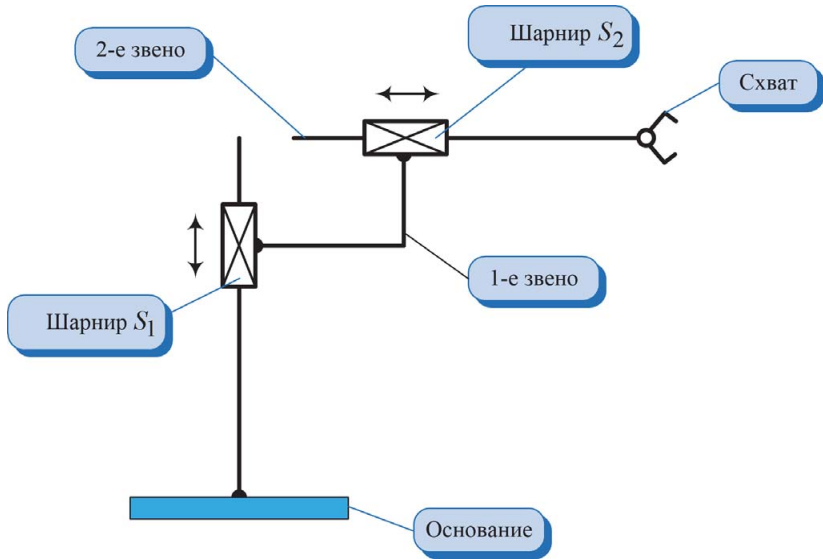 2-е звено
Шарнир S2
Схват
1-е звено
Шарнир S1
Основание